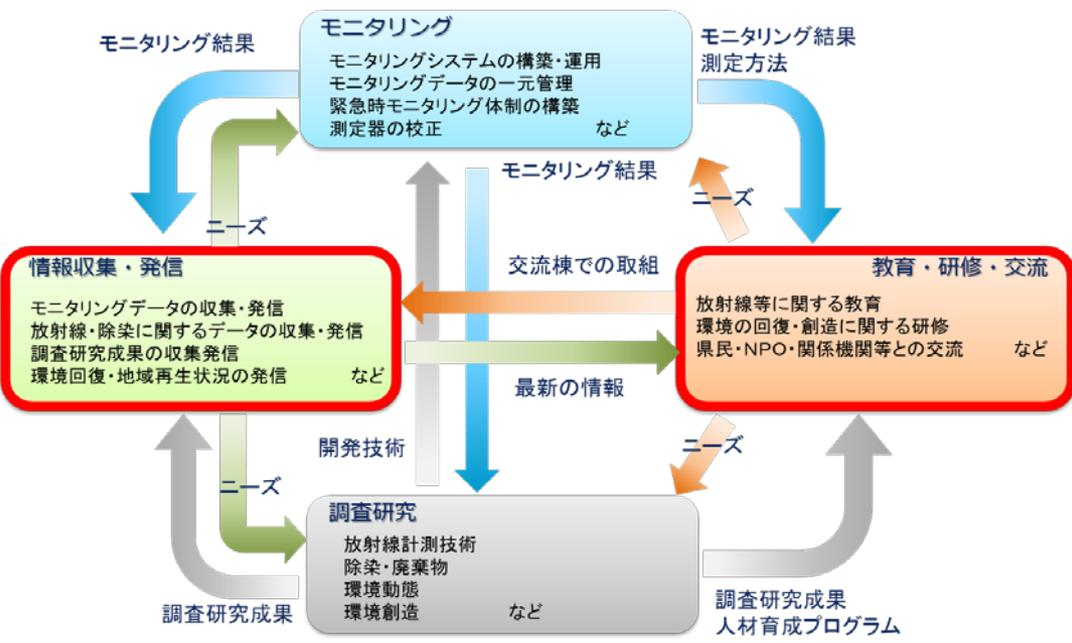 モニタリング
モニタリングシステムの構築・運用
モニタリングデータの一元管理
緊急時モニタリング体制の構築
測定器の校正　など
モニタリング結果
モニタリング結果
測定方法
モニタリング結果
ニーズ
ニーズ
情報収集・発信
モニタリングデータの収集・発信
放射線・除染に関するデータの収集・発信
調査研究成果の収集発信
環境回復・地域再生状況の発信　など
交流棟での取組
最新の情報
教育・研修・交流
放射線等に関する教育
環境の回復・創造に関する研修
県民・NPO・関係機関等との交流　など
開発技術
ニーズ
ニーズ
調査研究
放射線計測技術
除染・廃棄物
環境動態
環境創造　など
調査研究成果
調査研究成果
人材育成プログラム